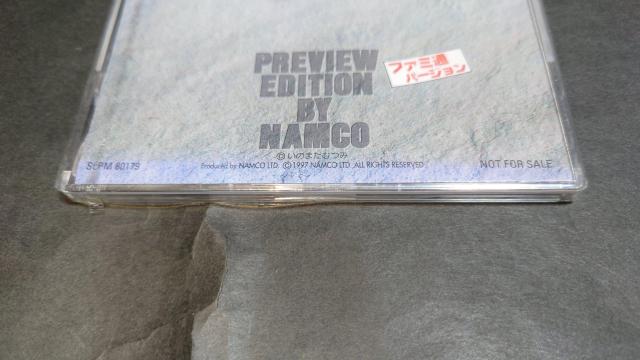 PREVIEW
EDITION
BY
NAMCO
ファミ通
バージョン
©いのまたむつみ
SLPM 80179
Produced by NAMCO LTD. ©1997 NAMCO LTD. ALL RIGHTS RESERVED
NOT FOR SALE